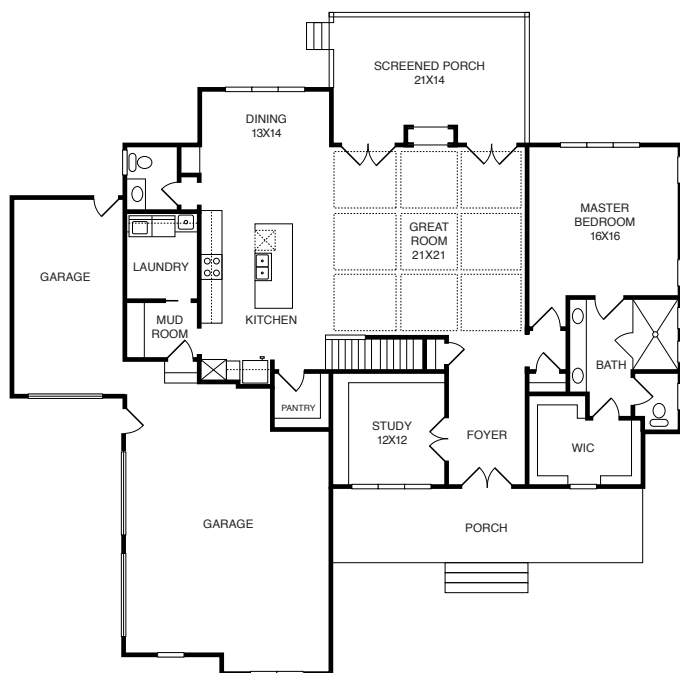 SCREENED PORCH
21X14
DINING
13X14
MASTER
BEDROOM
16X16
GREAT
ROOM
21X21
GARAGE
LAUNDRY
MUD
ROOM
KITCHEN
BATH
PANTRY
STUDY
12X12
FOYER
WIC
GARAGE
PORCH